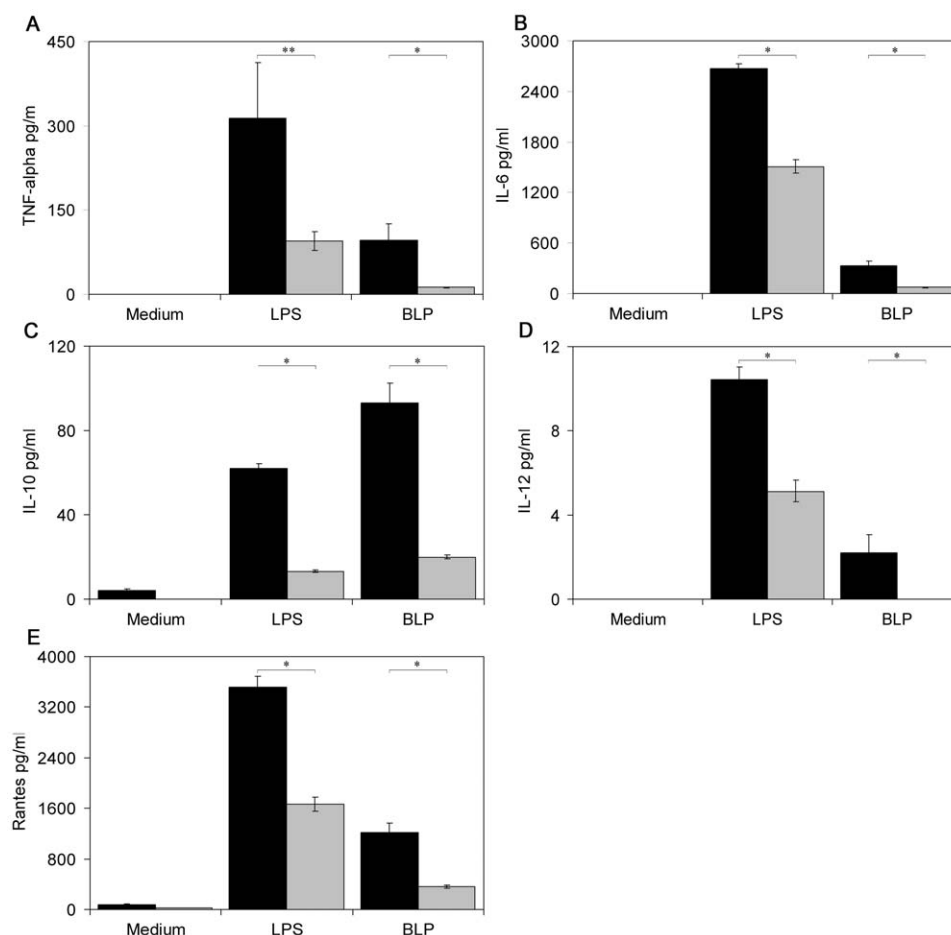 A
450
300
150
0
TNF-alpha pg/m
**
*
Medium
LPS
BLP
B
3000
2400
1800
1200
600
0
IL-6 pg/ml
*
*
Medium
LPS
BLP
C
120
80
40
0
IL-10 pg/ml
*
*
Medium
LPS
BLP
D
12
8
4
0
IL-12 pg/ml
*
*
Medium
LPS
BLP
E
4000
3200
2400
1600
800
0
Rantes pg/ml
*
*
Medium
LPS
BLP